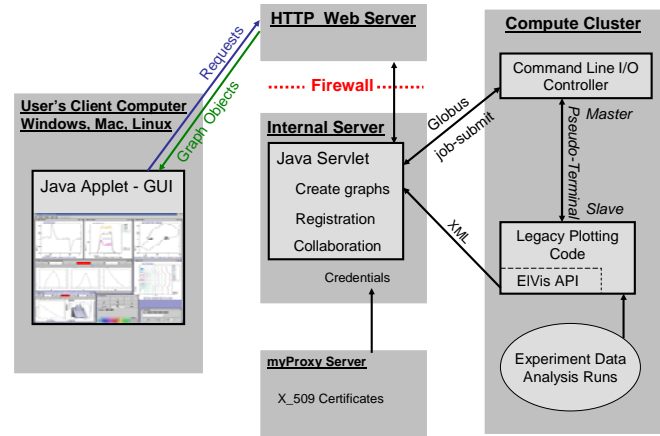 User's Client Computer
Windows, Mac, Linux
Java Applet - GUI
Requests
Graph Objects
HTTP Web Server
Firewall
Internal Server
Java Servlet
Create graphs
Registration
Collaboration
Credentials
myProxy Server
X_509 Certificates
Globus
job-submit
XML
Compute Cluster
Command Line I/O
Controller
Master
Pseudo-Terminal
Slave
Legacy Plotting
Code
ElVis API
Experiment Data
Analysis Runs